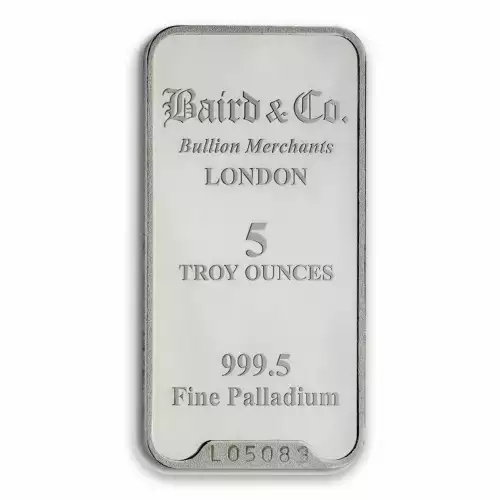 Baird & Co.
Bullion Merchants
LONDON
5
TROY OUNCES
999.5
Fine Palladium
L05083